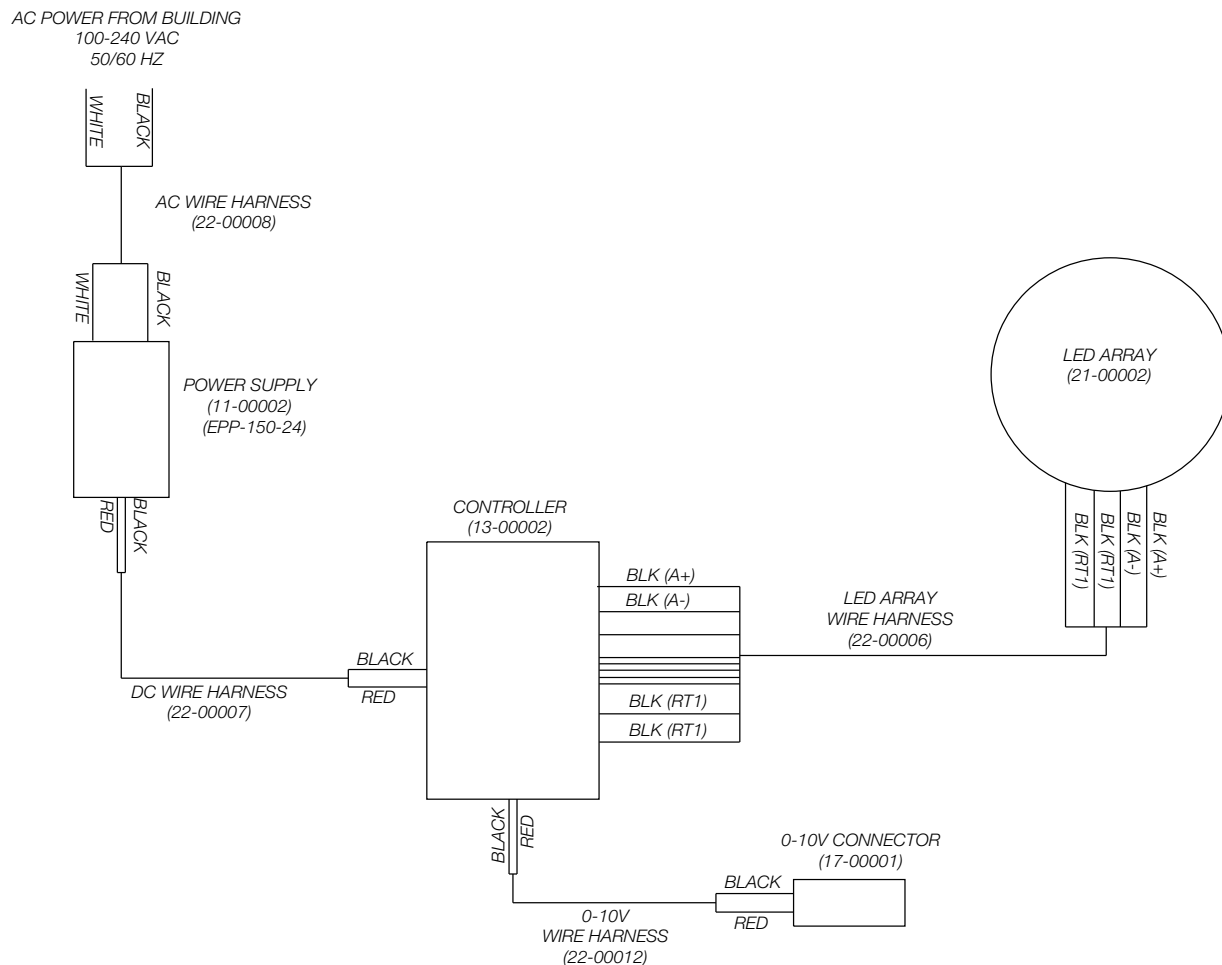 AC POWER FROM BUILDING
100-240 VAC
50/60 HZ
WHITE
BLACK
AC WIRE HARNESS
(22-00008)
WHITE
BLACK
POWER SUPPLY
(11-00002)
(EPP-150-24)
RED
BLACK
DC WIRE HARNESS
(22-00007)
BLACK
RED
CONTROLLER
(13-00002)
BLK (A+)
BLK (A-)
BLK (RT1)
BLK (RT1)
LED ARRAY
WIRE HARNESS
(22-00006)
LED ARRAY
(21-00002)
BLK (RT1)
BLK (RT1)
BLK (A-)
BLK (A+)
BLACK
RED
0-10V
WIRE HARNESS
(22-00012)
BLACK
RED
0-10V CONNECTOR
(17-00001)